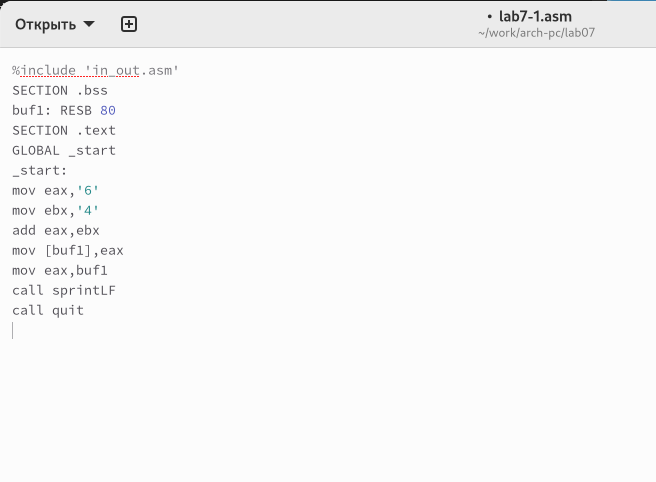 Открыть
• lab7-1.asm
~/work/arch-pc/lab07
%include 'in_out.asm'
SECTION .bss
buf1: RESB 80
SECTION .text
GLOBAL _start
_start:
mov eax,'6'
mov ebx,'4'
add eax,ebx
mov [buf1],eax
mov eax,buf1
call sprintLF
call quit